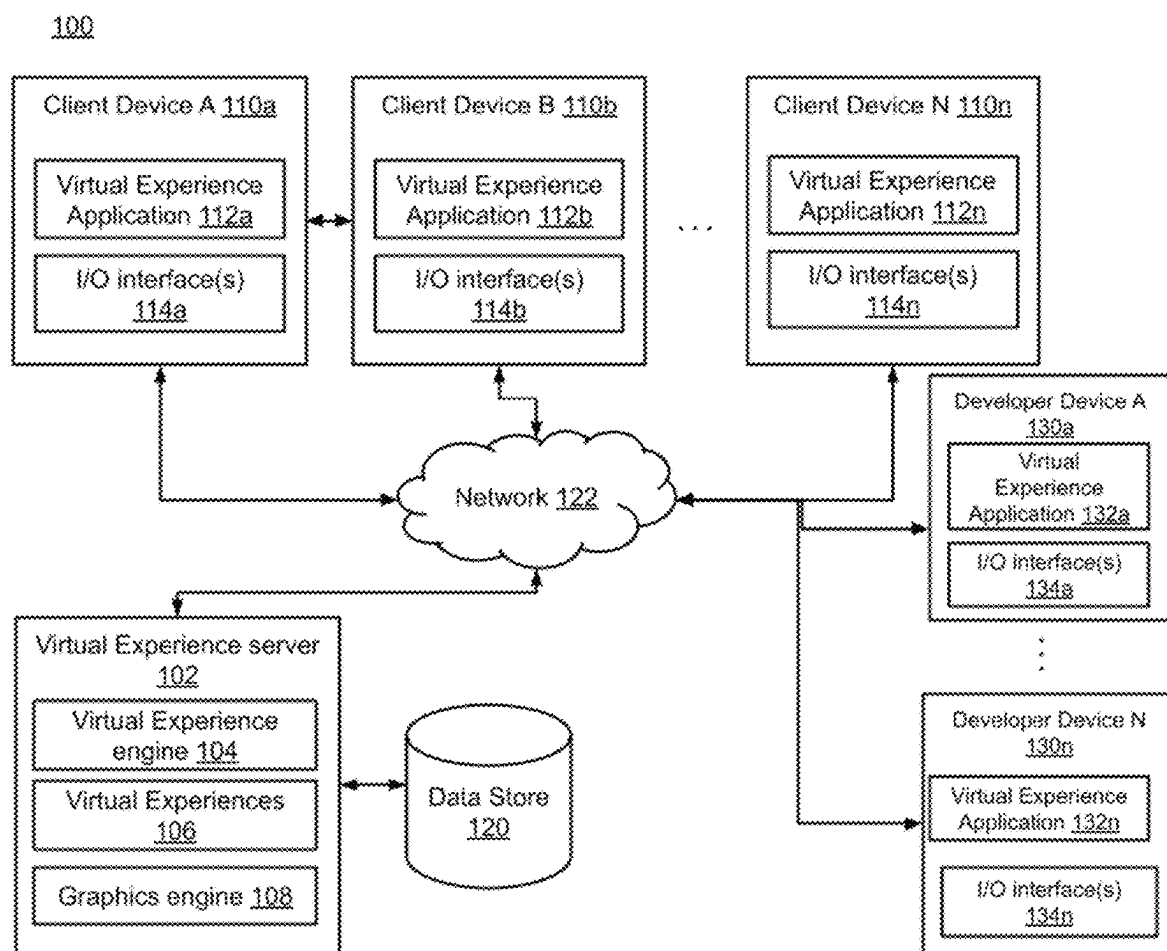 100
Client Device A 110a
Virtual Experience
Application 112a
I/O interface(s)
114a
Client Device B 110b
Virtual Experience
Application 112b
I/O interface(s)
114b
. . .
Client Device N 110n
Virtual Experience
Application 112n
I/O interface(s)
114n
Network 122
Developer Device A
130a
Virtual
Experience
Application 132a
I/O interface(s)
134a
Developer Device N
130n
Virtual Experience
Application 132n
I/O interface(s)
134n
Virtual Experience server
102
Virtual Experience
engine 104
Virtual Experiences
106
Graphics engine 108
Data Store
120